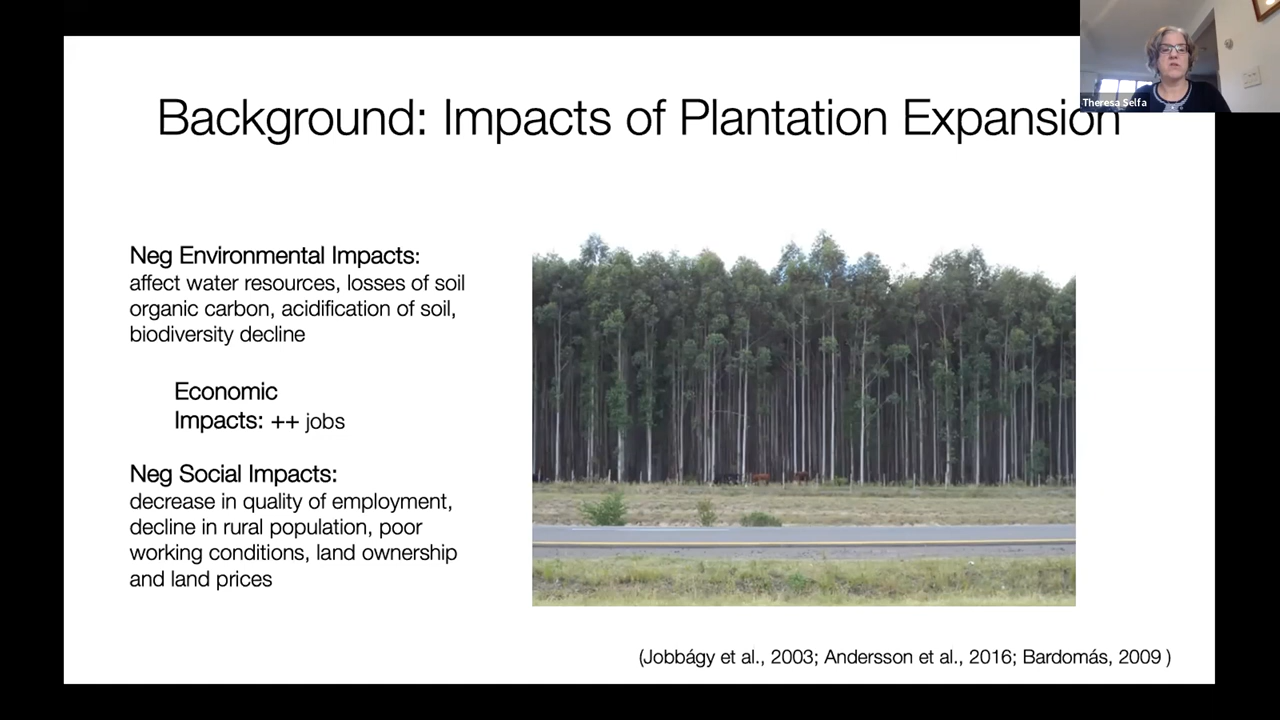 Theresa Selfa
Background: Impacts of Plantation Expansion
Neg Environmental Impacts:
affect water resources, losses of soil
organic carbon, acidification of soil,
biodiversity decline
Economic
Impacts: ++ jobs
Neg Social Impacts:
decrease in quality of employment,
decline in rural population, poor
working conditions, land ownership
and land prices
(Jobbágy et al., 2003; Andersson et al., 2016; Bardomás, 2009 )